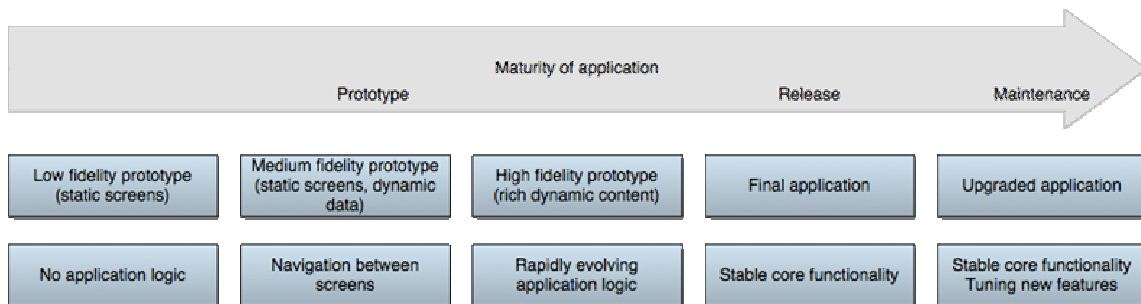 Maturity of application
Prototype Release Maintenance
Low fidelity prototype
(static screens)
Medium fidelity prototype
(static screens, dynamic
data)
High fidelity prototype
(rich dynamic content)
Final application
Upgraded application
No application logic
Navigation between
screens
Rapidly evolving
application logic
Stable core functionality
Stable core functionality
Tuning new features